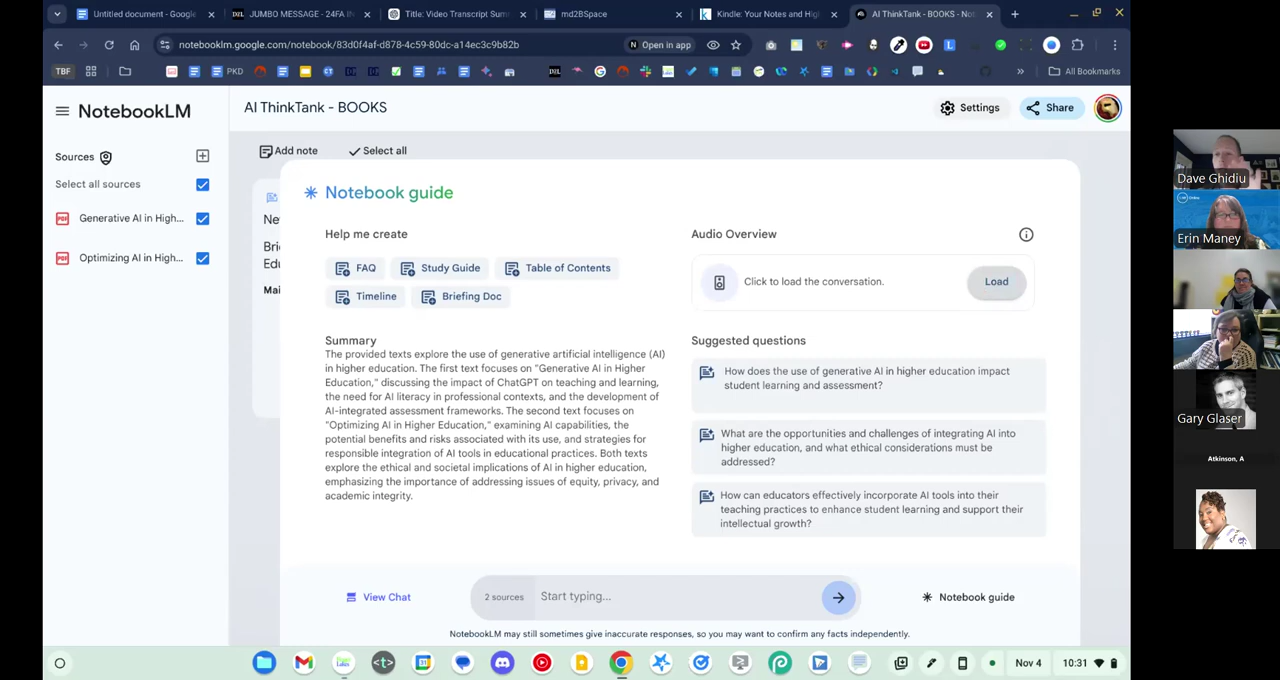 Untitled document - Google
JUMBO MESSAGE - 24FA IN
Title: Video Transcript Summ
md2BSpace
Kindle: Your Notes and Hig
AI ThinkTank - BOOKS - Not
notebooklm.google.com/notebook/83d0f4af-d878-4c59-80dc-a14ec3c9b82b
Open in app
TBF
PKD
All Bookmarks
NotebookLM
AI ThinkTank - BOOKS
Settings
Share
Sources
Add note
Select all
Select all sources
Generative AI in High...
Optimizing AI in High...
Nev
Brie
Edu
Mai
Notebook guide
Help me create
FAQ
Study Guide
Table of Contents
Timeline
Briefing Doc
Summary
The provided texts explore the use of generative artificial intelligence (AI)
in higher education. The first text focuses on "Generative AI in Higher
Education," discussing the impact of ChatGPT on teaching and learning,
the need for AI literacy in professional contexts, and the development of
AI-integrated assessment frameworks. The second text focuses on
"Optimizing AI in Higher Education," examining AI capabilities, the
potential benefits and risks associated with its use, and strategies for
responsible integration of AI tools in educational practices. Both texts
explore the ethical and societal implications of AI in higher education,
emphasizing the importance of addressing issues of equity, privacy, and
academic integrity.
Audio Overview
Click to load the conversation.
Load
Suggested questions
How does the use of generative AI in higher education impact
student learning and assessment?
What are the opportunities and challenges of integrating AI into
higher education, and what ethical considerations must be
addressed?
How can educators effectively incorporate AI tools into their
teaching practices to enhance student learning and support their
intellectual growth?
View Chat
2 sources
Start typing...
Notebook guide
NotebookLM may still sometimes give inaccurate responses, so you may want to confirm any facts independently.
Nov 4
10:31
Dave Ghidiu
Erin Maney
Gary Glaser
Atkinson, A